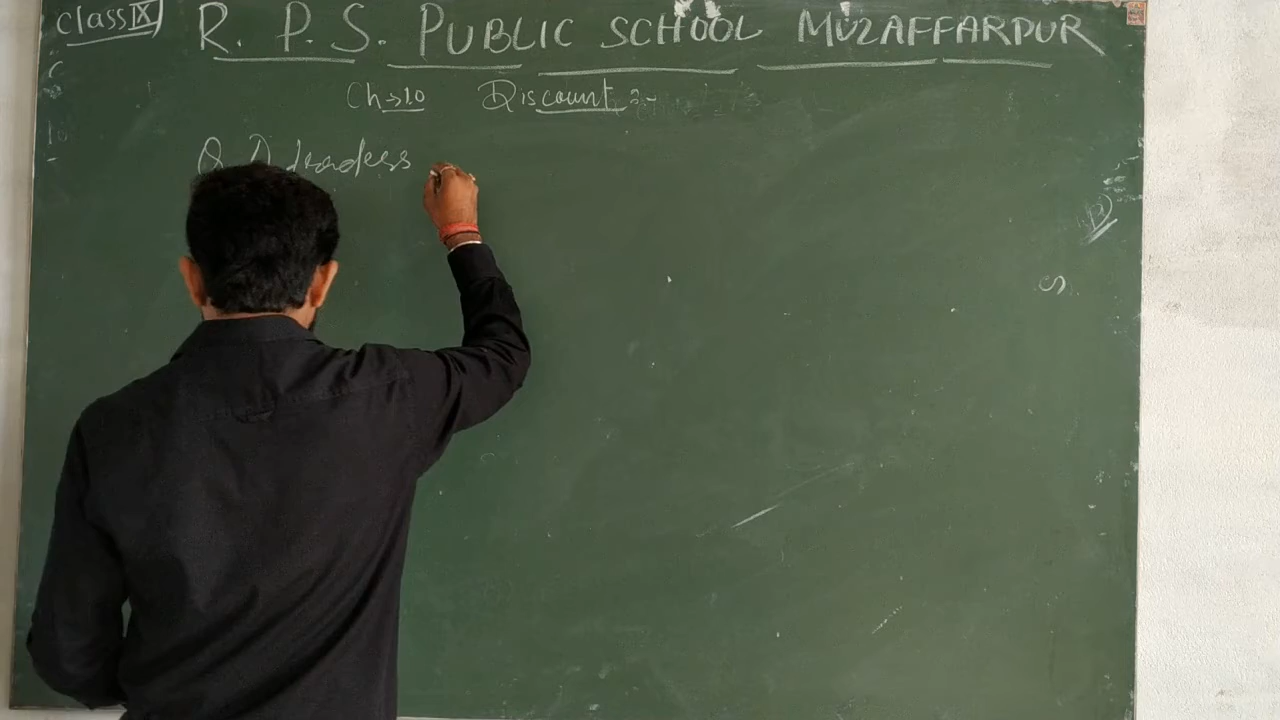 Class IX
R. P. S. PUBLIC SCHOOL MUZAFFARPUR
Ch → 10 Discount :-
Q